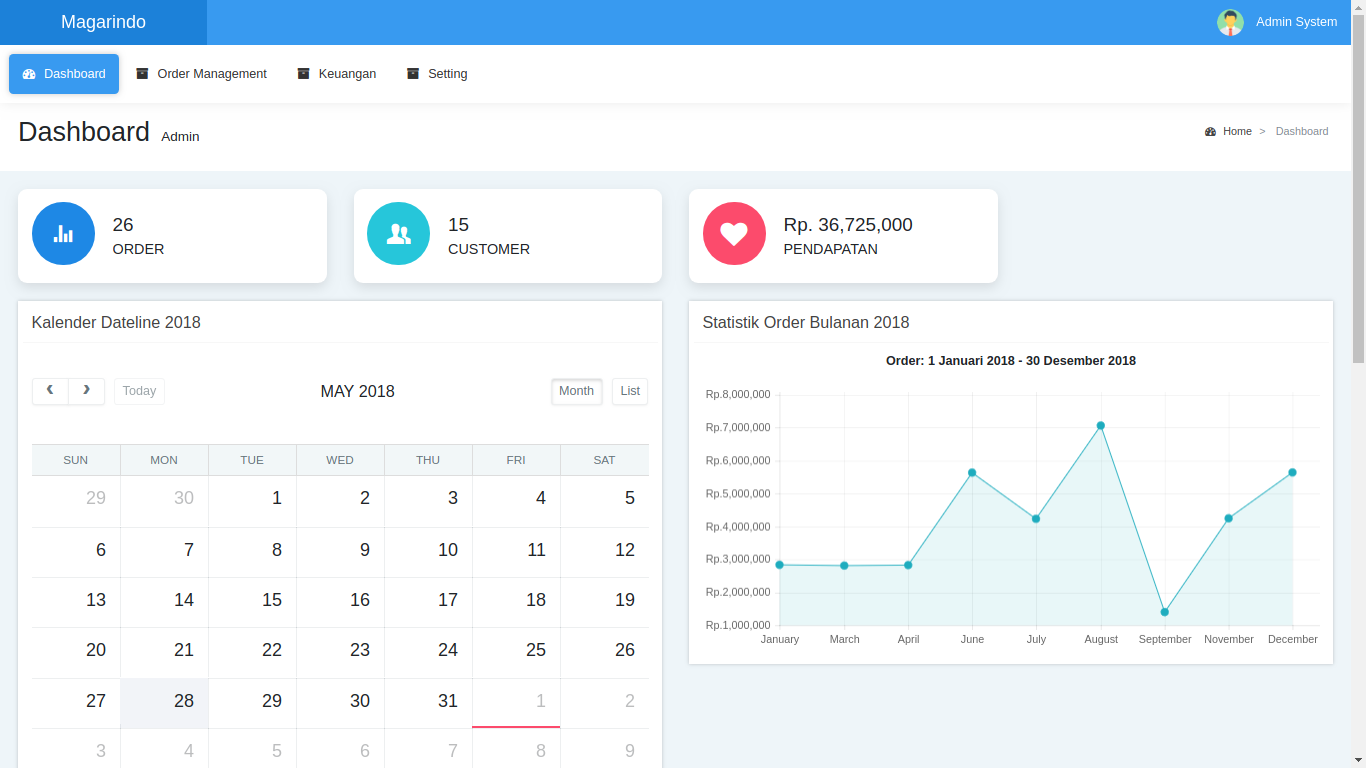 Magarindo
Admin System
Dashboard Order Management Keuangan Setting
Dashboard Admin
Home > Dashboard
26
ORDER
15
CUSTOMER
Rp. 36,725,000
PENDAPATAN
Kalender Dateline 2018
Today
MAY 2018
Month List
SUN MON TUE WED THU FRI SAT
29 30 1 2 3 4 5
6 7 8 9 10 11 12
13 14 15 16 17 18 19
20 21 22 23 24 25 26
27 28 29 30 31 1 2
3 4 5 6 7 8 9
Statistik Order Bulanan 2018
Order: 1 Januari 2018 - 30 Desember 2018
Rp.8,000,000
Rp.7,000,000
Rp.6,000,000
Rp.5,000,000
Rp.4,000,000
Rp.3,000,000
Rp.2,000,000
Rp.1,000,000
January March April June July August September November December